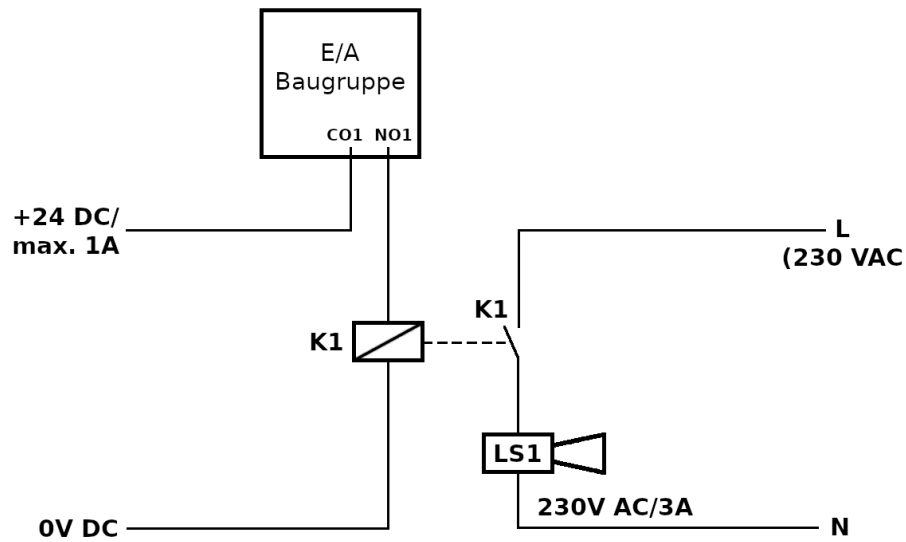 E/A
Baugruppe
CO1 NO1
+24 DC/
max. 1A
L
(230 VAC
K1
K1
LS1
230V AC/3A
0V DC
N